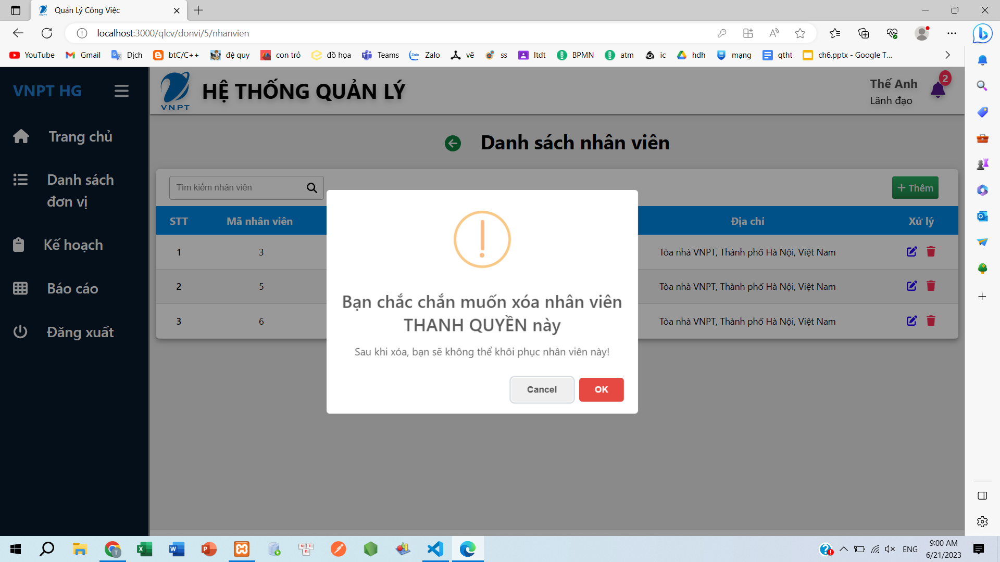 Quản Lý Công Việc
localhost:3000/qlcv/donvi/5/nhanvien
YouTube Gmail Dịch btC/C++ đệ quy con trỏ đồ họa Teams Zalo vẽ ss ltdt BPMN atm ic hdh mạng qtht ch6.pptx - Google T...
VNPT HG
VNPT
HỆ THỐNG QUẢN LÝ
Thế Anh
Lãnh đạo
2
Trang chủ
Danh sách
đơn vị
Kế hoạch
Báo cáo
Đăng xuất
Danh sách nhân viên
Tìm kiếm nhân viên
+ Thêm
STT Mã nhân viên Địa chỉ Xử lý
1 3 Tòa nhà VNPT, Thành phố Hà Nội, Việt Nam
2 5 Tòa nhà VNPT, Thành phố Hà Nội, Việt Nam
3 6 Tòa nhà VNPT, Thành phố Hà Nội, Việt Nam
Bạn chắc chắn muốn xóa nhân viên
THANH QUYỀN này
Sau khi xóa, bạn sẽ không thể khôi phục nhân viên này!
Cancel OK
ENG
9:00 AM
6/21/2023